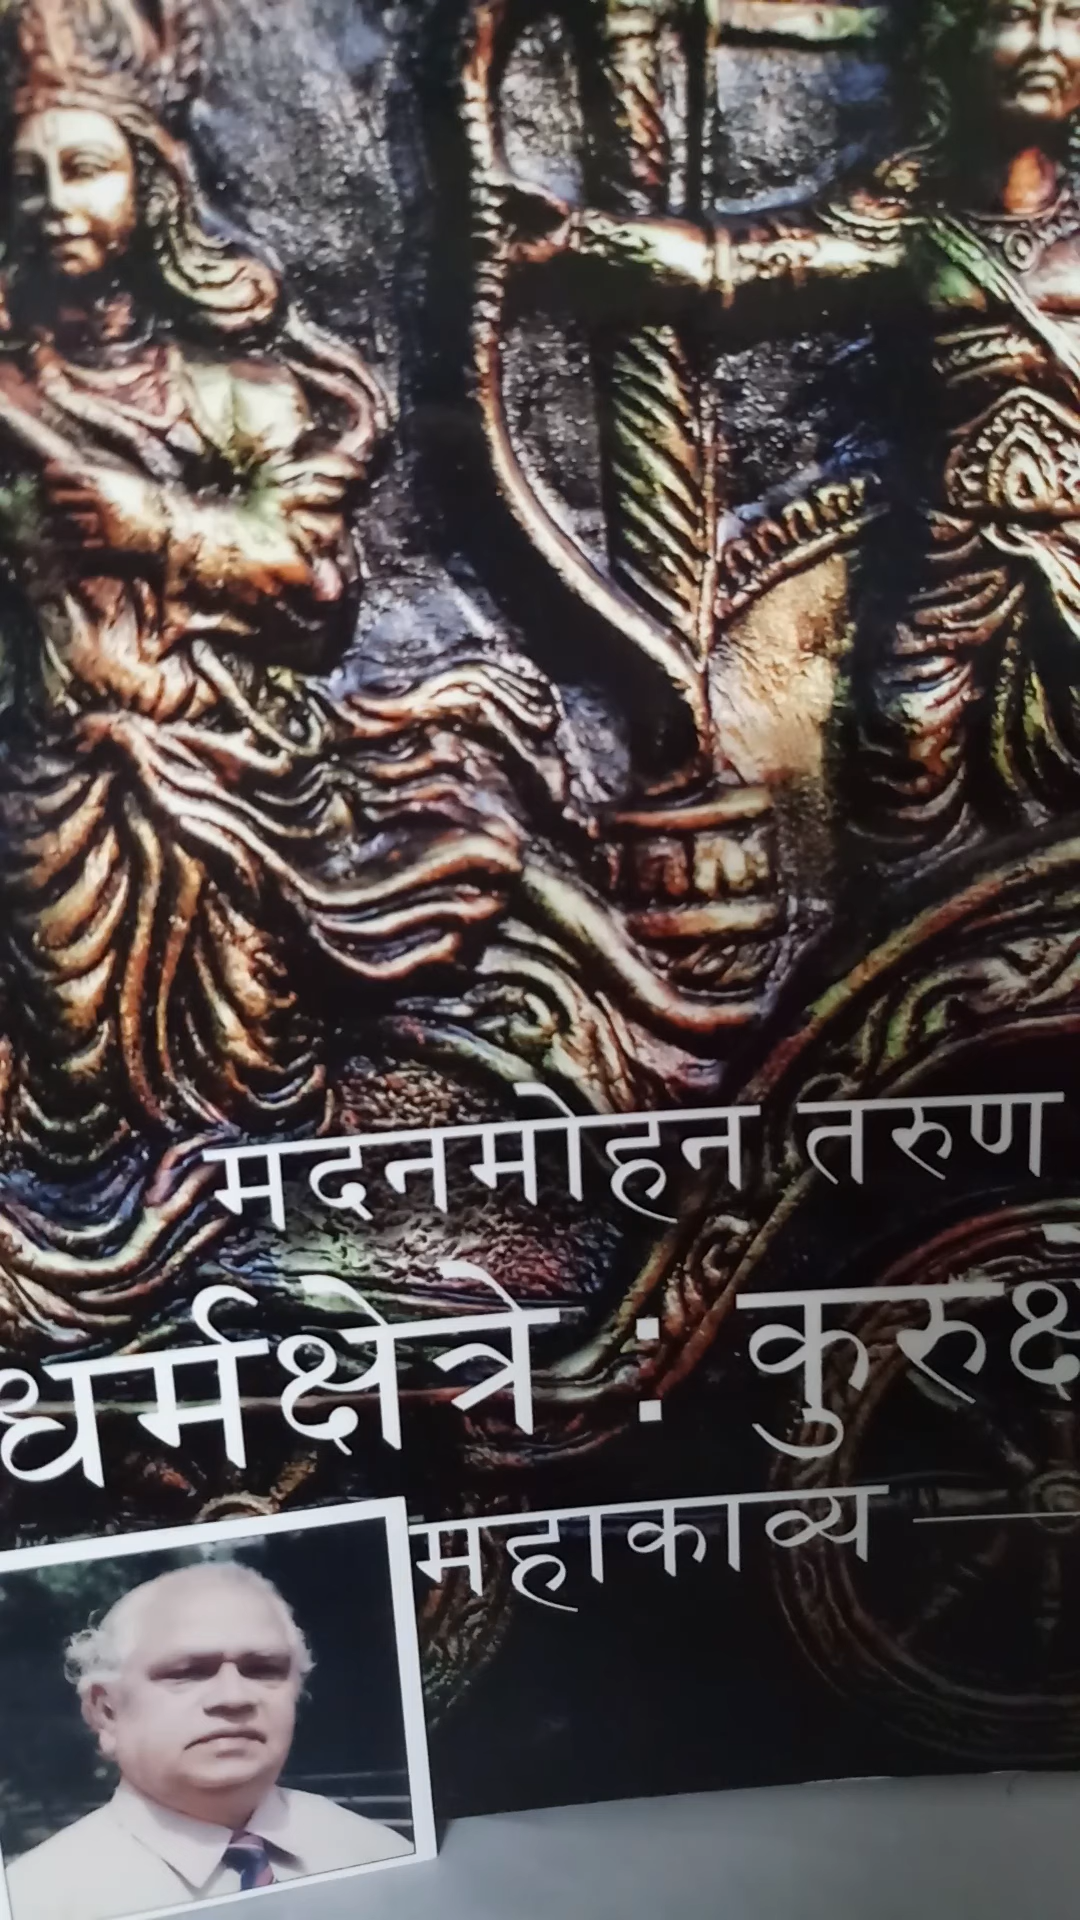 मदनमोहन तरुण
धर्मक्षेत्रे : कुरुक्षे
महाकाव्य